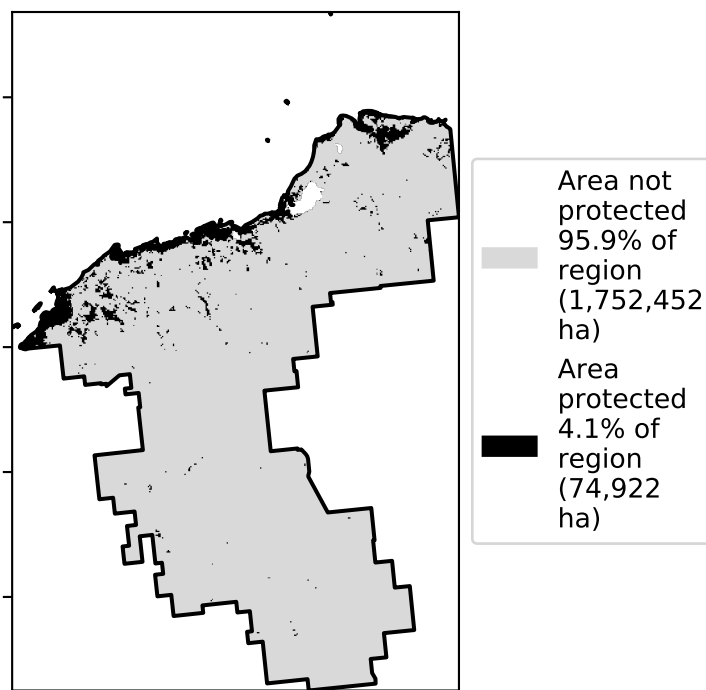 Area not
protected
95.9% of
region
(1,752,452
ha)
Area
protected
4.1% of
region
(74,922
ha)